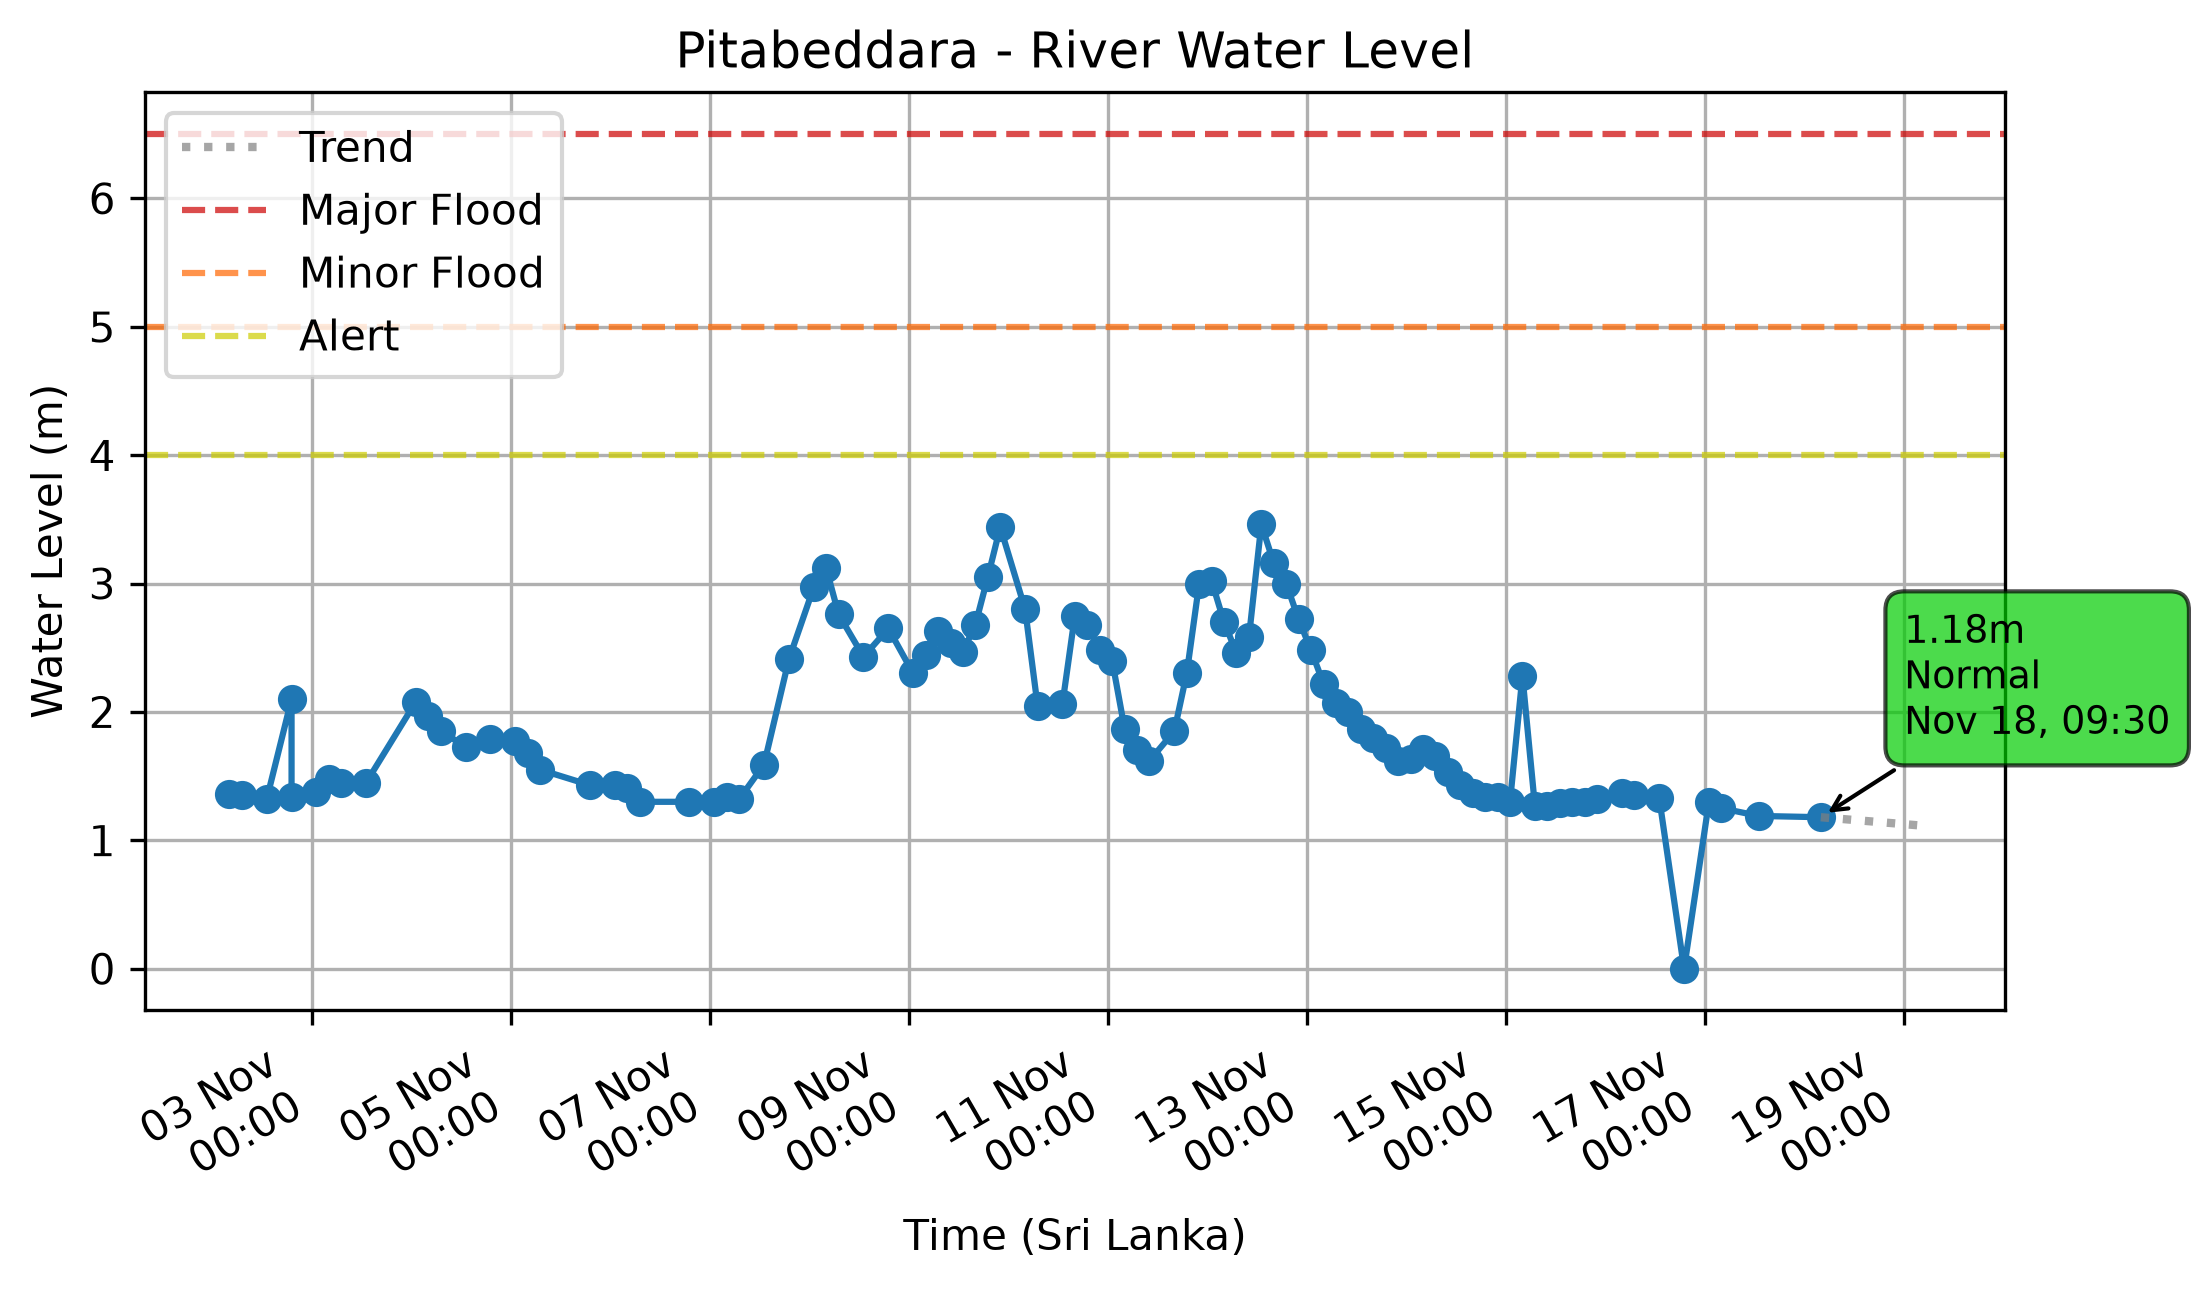 Pitabeddara - River Water Level
Trend
Major Flood
Minor Flood
Alert
Water Level (m)
6
5
4
3
2
1
0
1.18m
Normal
Nov 18, 09:30
03 Nov
00:00
05 Nov
00:00
07 Nov
00:00
09 Nov
00:00
11 Nov
00:00
13 Nov
00:00
15 Nov
00:00
17 Nov
00:00
19 Nov
00:00
Time (Sri Lanka)